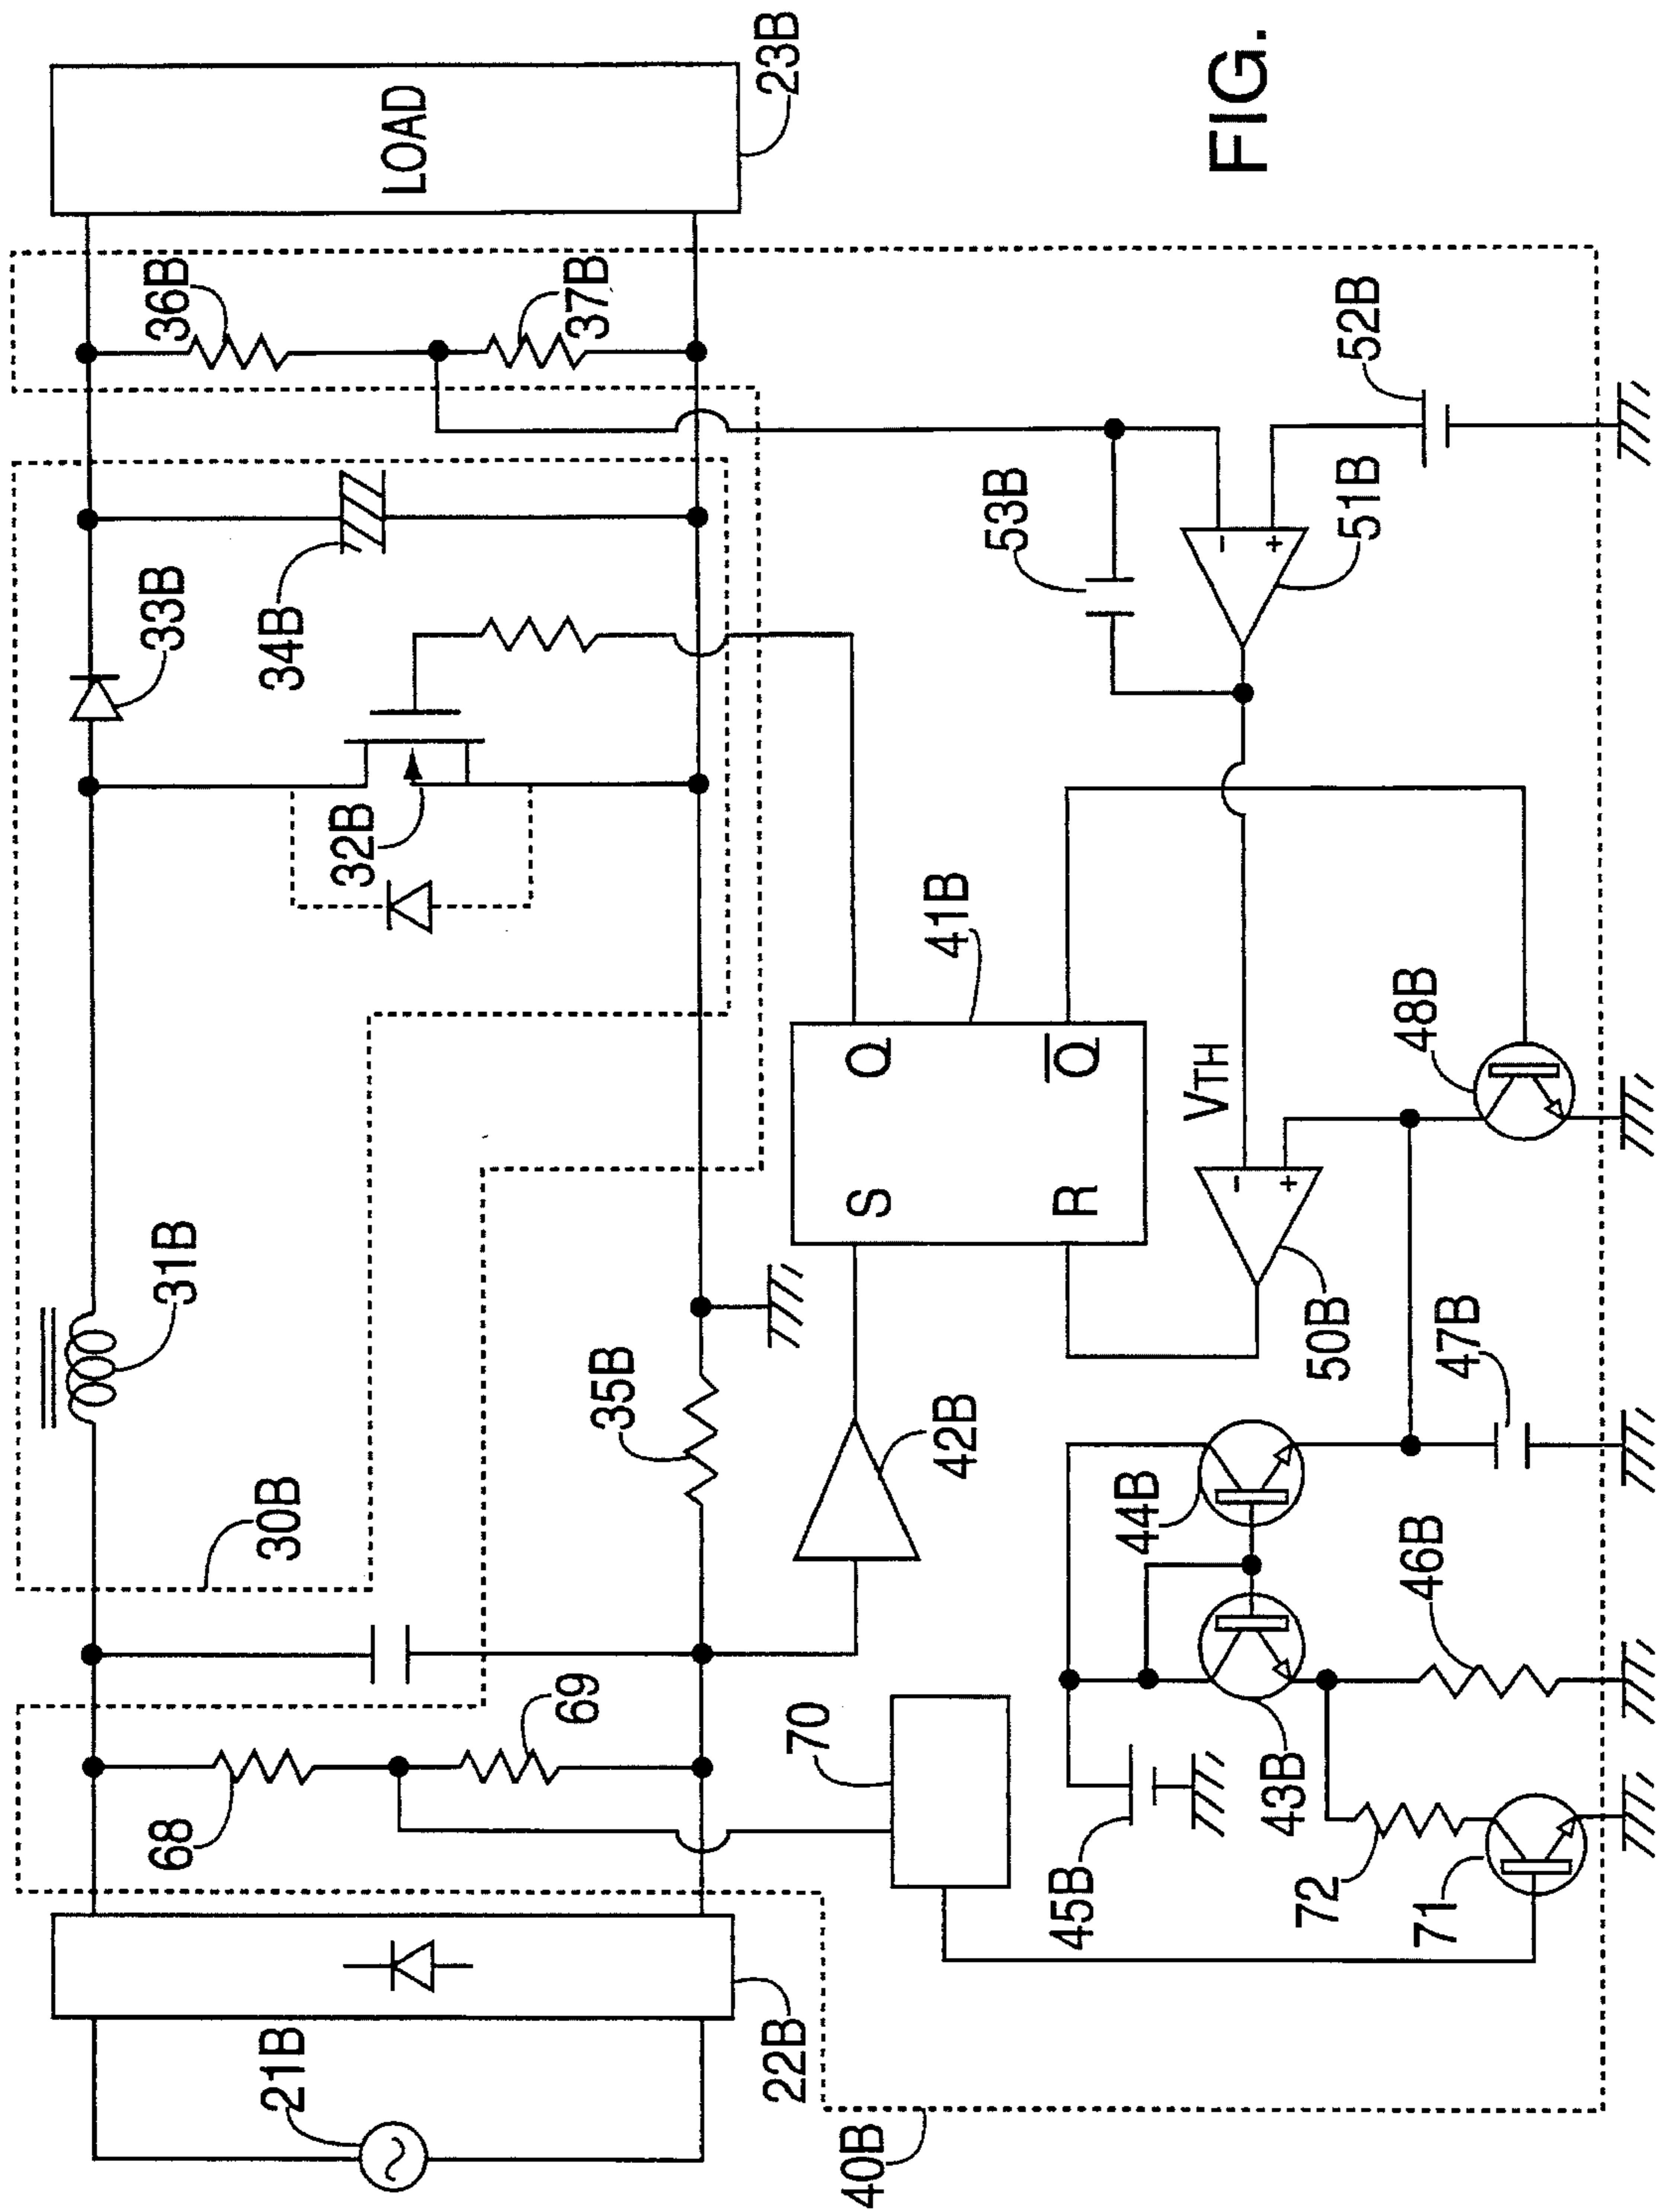 FIG.
LOAD
23B
36B
37B
33B
34B
32B
31B
30B
35B
68
69
21B
22B
40B
70
42B
41B
S
Q
R
Q̅
VTH
53B
52B
51B
-
+
50B
-
+
48B
47B
44B
46B
43B
45B
72
71